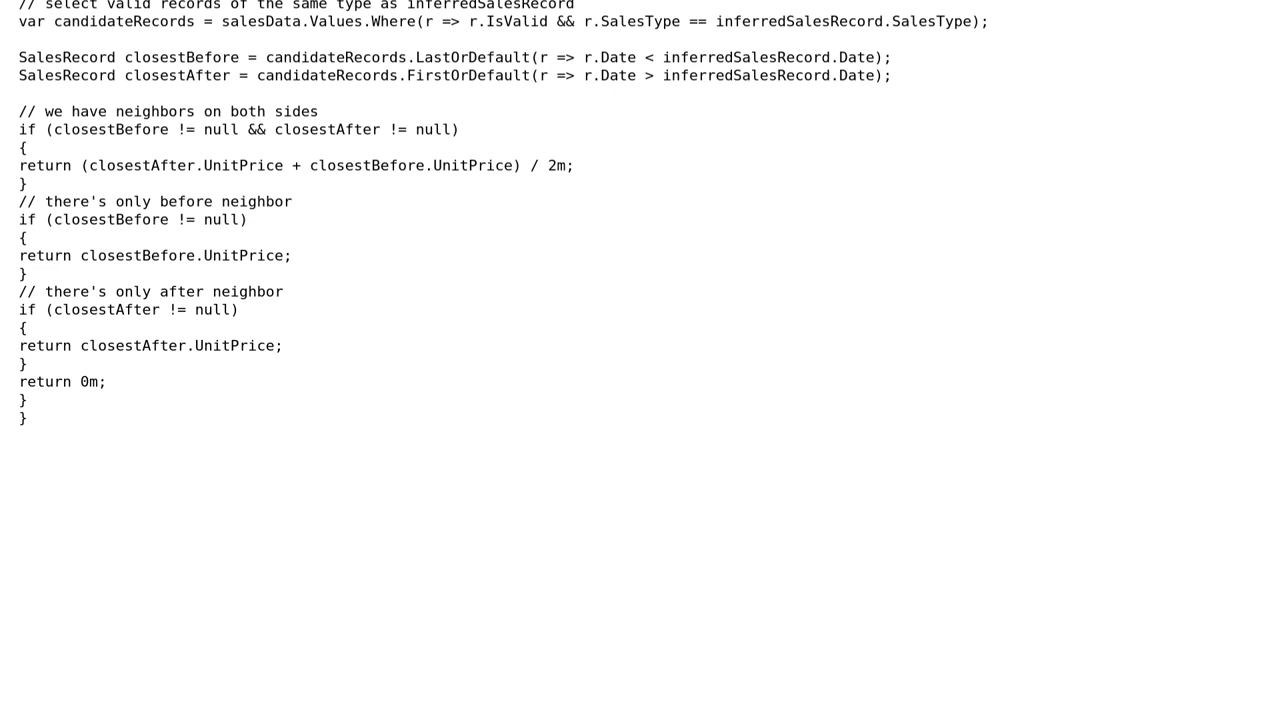 // select valid records of the same type as inferredSalesRecord
var candidateRecords = salesData.Values.Where(r => r.IsValid && r.SalesType == inferredSalesRecord.SalesType);
SalesRecord closestBefore = candidateRecords.LastOrDefault(r => r.Date < inferredSalesRecord.Date);
SalesRecord closestAfter = candidateRecords.FirstOrDefault(r => r.Date > inferredSalesRecord.Date);
// we have neighbors on both sides
if (closestBefore != null && closestAfter != null)
{
return (closestAfter.UnitPrice + closestBefore.UnitPrice) / 2m;
}
// there's only before neighbor
if (closestBefore != null)
{
return closestBefore.UnitPrice;
}
// there's only after neighbor
if (closestAfter != null)
{
return closestAfter.UnitPrice;
}
return 0m;
}
}